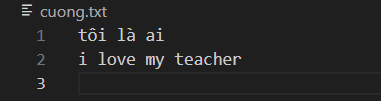 cuong.txt
1 tôi là ai
2 i love my teacher
3